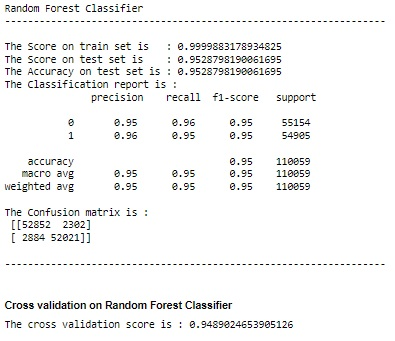 Random Forest Classifier
--------------------------------------------------------------------------------
The Score on train set is   : 0.9999883178934825
The Score on test set is    : 0.9528798190061695
The Accuracy on test set is : 0.9528798190061695
The Classification report is :
precision    recall  f1-score   support
0       0.95      0.96      0.95     55154
1       0.96      0.95      0.95     54905
accuracy                           0.95    110059
macro avg       0.95      0.95      0.95    110059
weighted avg       0.95      0.95      0.95    110059
The Confusion matrix is :
[[52852  2302]
[ 2884 52021]]
--------------------------------------------------------------------------------
Cross validation on Random Forest Classifier
The cross validation score is : 0.9489024653905126